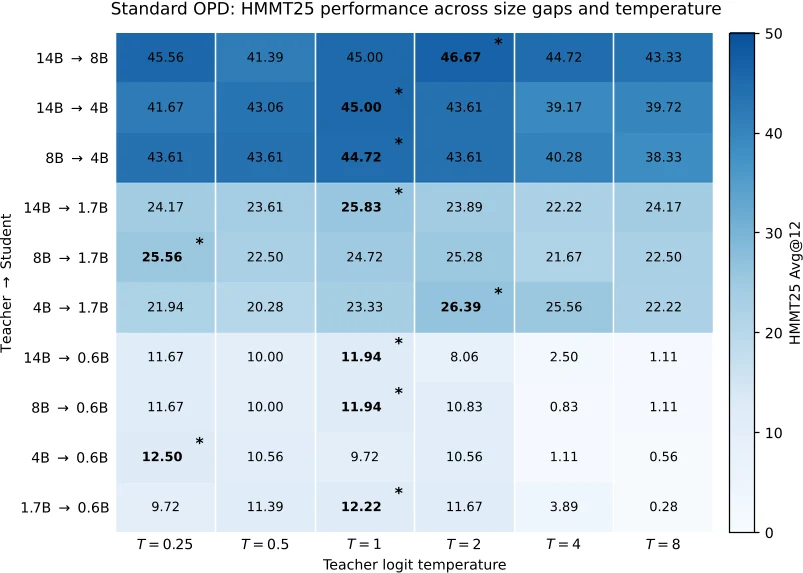 Standard OPD: HMMT25 performance across size gaps and temperature
14B → 8B 45.56 41.39 45.00 46.67 * 44.72 43.33
14B → 4B 41.67 43.06 45.00 * 43.61 39.17 39.72
8B → 4B 43.61 43.61 44.72 * 43.61 40.28 38.33
14B → 1.7B 24.17 23.61 25.83 * 23.89 22.22 24.17
8B → 1.7B 25.56 * 22.50 24.72 25.28 21.67 22.50
4B → 1.7B 21.94 20.28 23.33 26.39 * 25.56 22.22
14B → 0.6B 11.67 10.00 11.94 * 8.06 2.50 1.11
8B → 0.6B 11.67 10.00 11.94 * 10.83 0.83 1.11
4B → 0.6B 12.50 * 10.56 9.72 10.56 1.11 0.56
1.7B → 0.6B 9.72 11.39 12.22 * 11.67 3.89 0.28
T = 0.25 T = 0.5 T = 1 T = 2 T = 4 T = 8
Teacher logit temperature
Teacher → Student
50
40
30
20
10
0
HMMT25 Avg@12